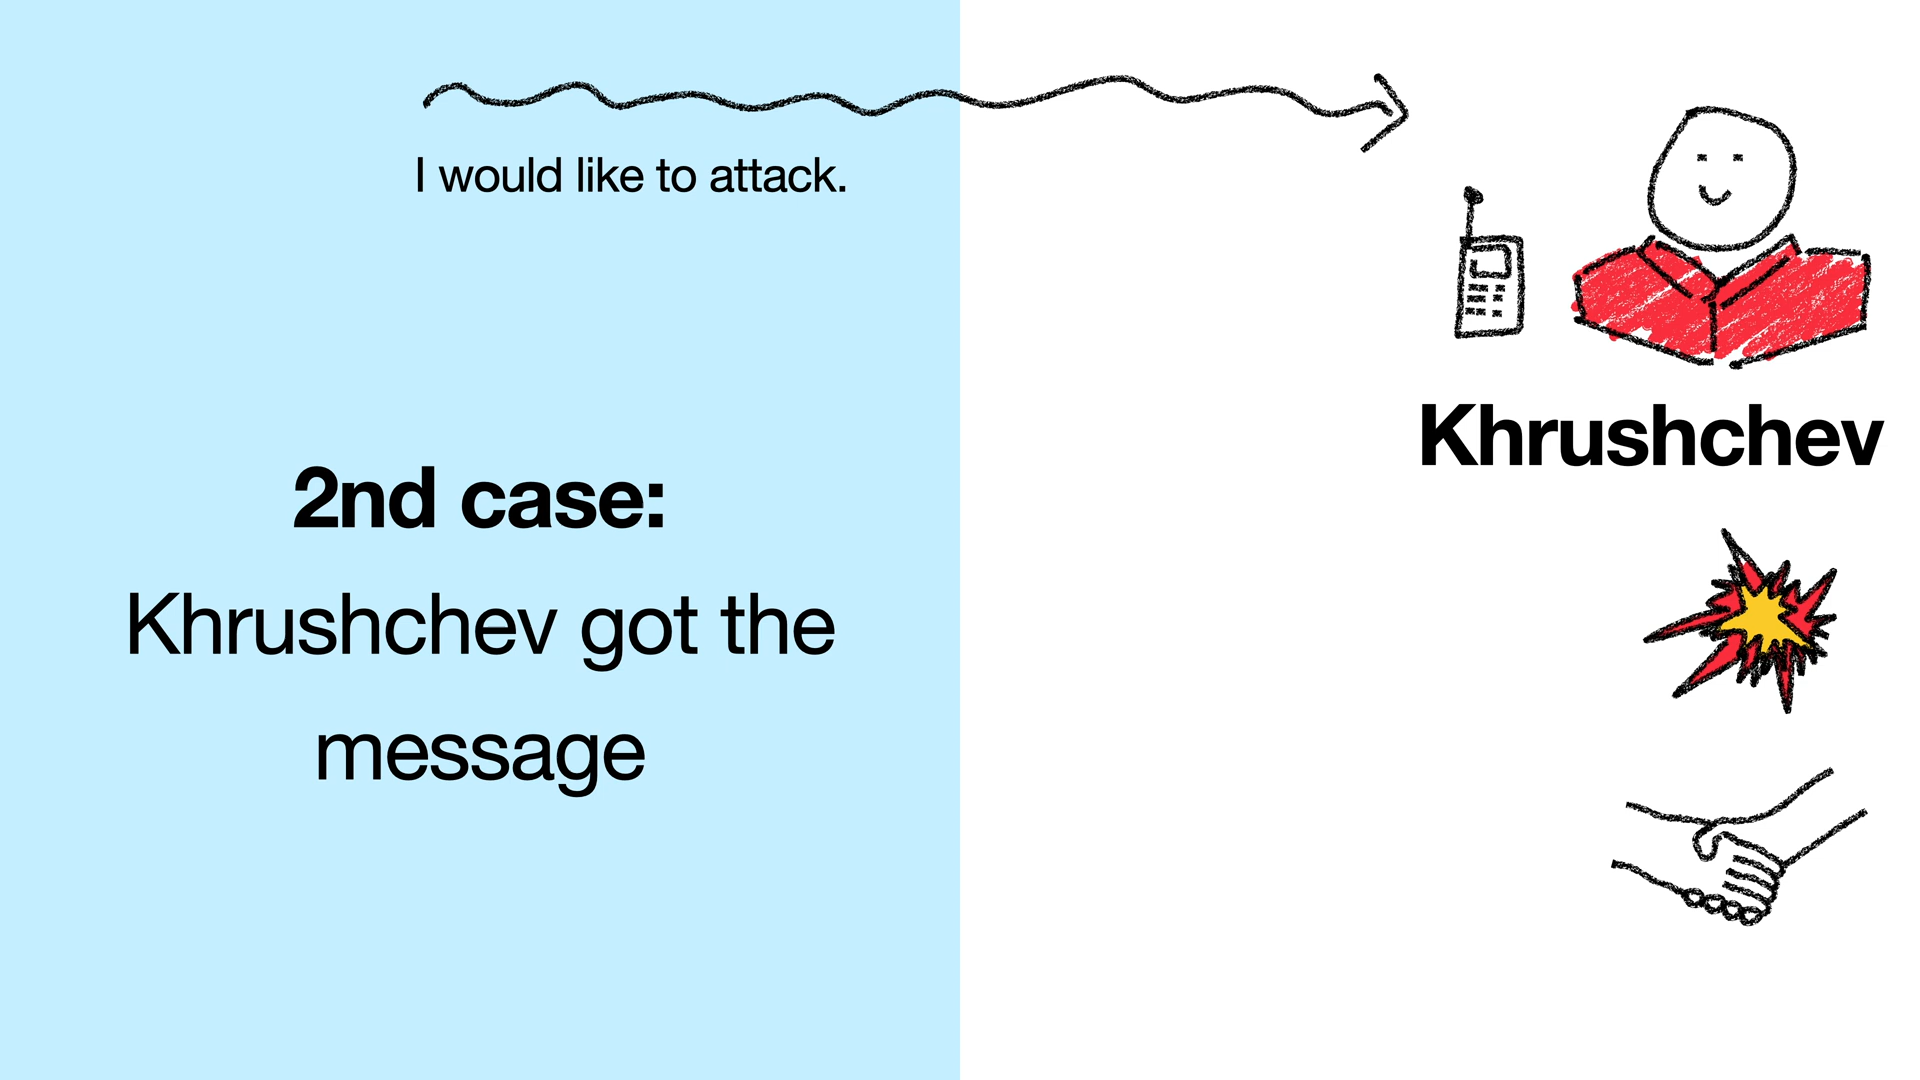 I would like to attack.
Khrushchev
2nd case:
Khrushchev got the
message